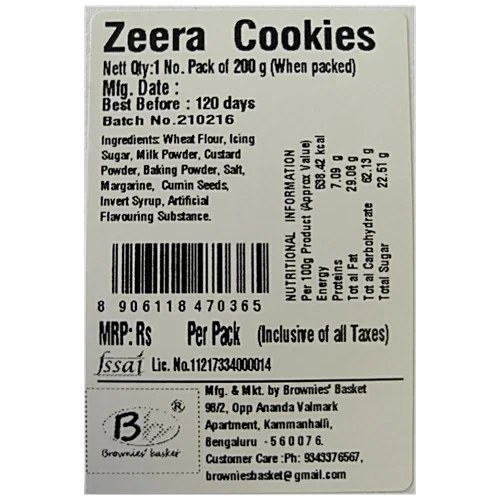 Zeera Cookies
Nett Qty:1 No. Pack of 200 g (When packed)
Mfg. Date :
Best Before : 120 days
Batch No.210216
Ingredients: Wheat Flour, Icing
Sugar, Milk Powder, Custard
Powder, Baking Powder, Salt,
Margarine, Cumin Seeds,
Invert Syrup, Artificial
Flavouring Substance.
NUTRITIONAL INFORMATION
Per 100g Product (Approx Value)
Energy 538.42 kcal
Proteins 7.09 g
Total Fat 29.06 g
Total Carbohydrate 62.13 g
Total Sugar 22.51 g
8 906118 470365
MRP: Rs Per Pack (Inclusive of all Taxes)
fssai Lic. No.11217334000014
Mfg. & Mkt. by Brownies' Basket
98/2, Opp Ananda Valmark
Apartment, Kammanhalli,
Bengaluru - 560076.
Customer Care :Ph: 9343376567,
browniesbasket@gmail.com
Bb ®
Brownies' basket